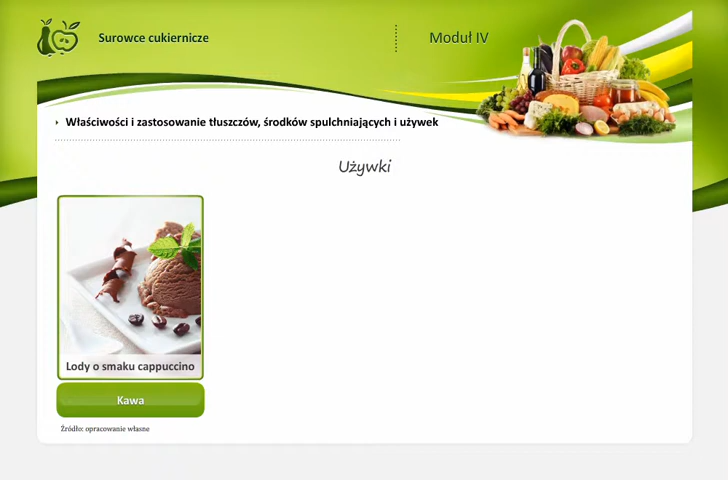 Surowce cukiernicze
Moduł IV
Właściwości i zastosowanie tłuszczów, środków spulchniających i używek
Używki
Lody o smaku cappuccino
Kawa
Źródło: opracowanie własne